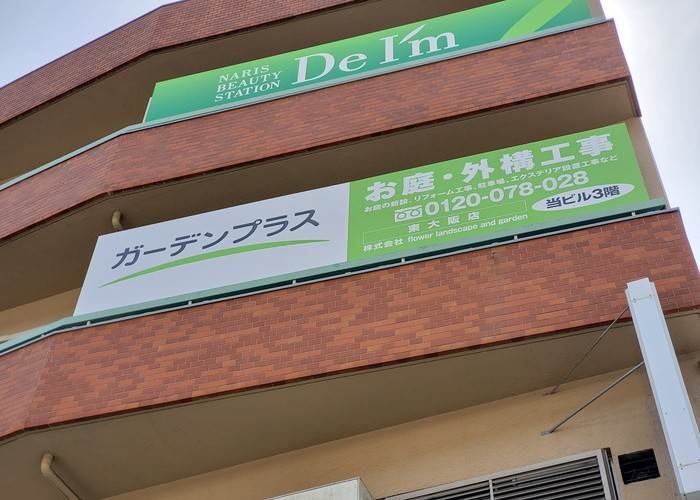 NARIS
BEAUTY
STATION
De I'm
ガーデンプラス
お庭・外構工事
お庭の新設、リフォーム工事、駐車場、エクステリア設置工事など
0120-078-028
東大阪店
当ビル3階
株式会社 flower landscape and garden